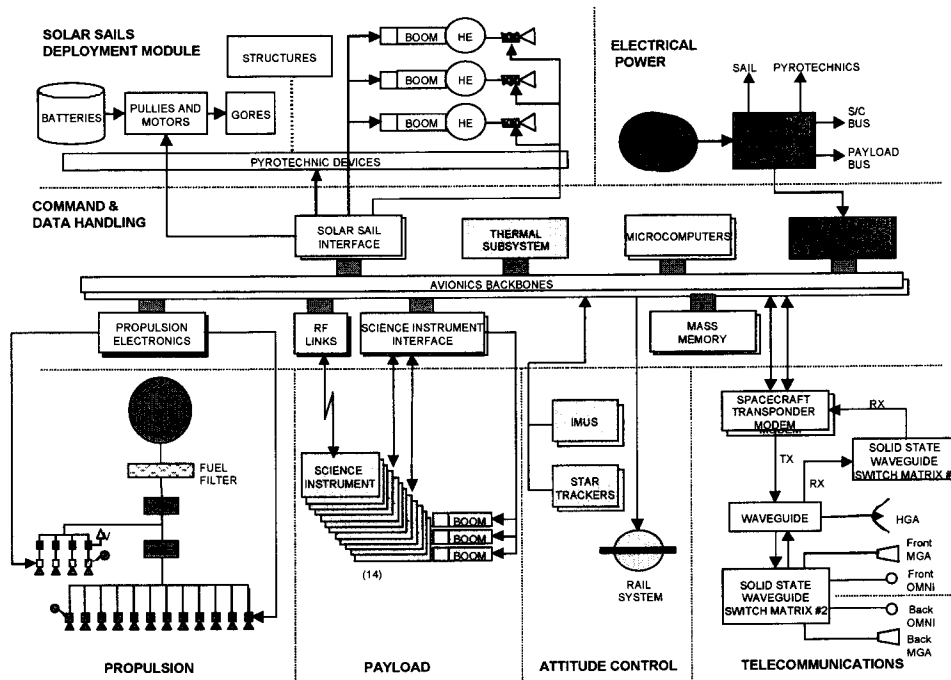 SOLAR SAILS
DEPLOYMENT MODULE
STRUCTURES
BATTERIES
PULLIES AND
MOTORS
GORES
BOOM
HE
BOOM
HE
BOOM
HE
PYROTECHNIC DEVICES
ELECTRICAL
POWER
SAIL
PYROTECHNICS
S/C
BUS
PAYLOAD
BUS
COMMAND &
DATA HANDLING
SOLAR SAIL
INTERFACE
THERMAL
SUBSYSTEM
MICROCOMPUTERS
AVIONICS BACKBONES
PROPULSION
ELECTRONICS
RF
LINKS
SCIENCE INSTRUMENT
INTERFACE
MASS
MEMORY
FUEL
FILTER
PROPULSION
SCIENCE
INSTRUMENT
BOOM
BOOM
BOOM
(14)
PAYLOAD
IMUS
STAR
TRACKERS
RAIL
SYSTEM
ATTITUDE CONTROL
SPACECRAFT
TRANSPONDER
MODEM
RX
TX
RX
SOLID STATE
WAVEGUIDE
SWITCH MATRIX #
WAVEGUIDE
HGA
SOLID STATE
WAVEGUIDE
SWITCH MATRIX #2
Front
MGA
Front
OMNI
Back
OMNI
Back
MGA
TELECOMMUNICATIONS